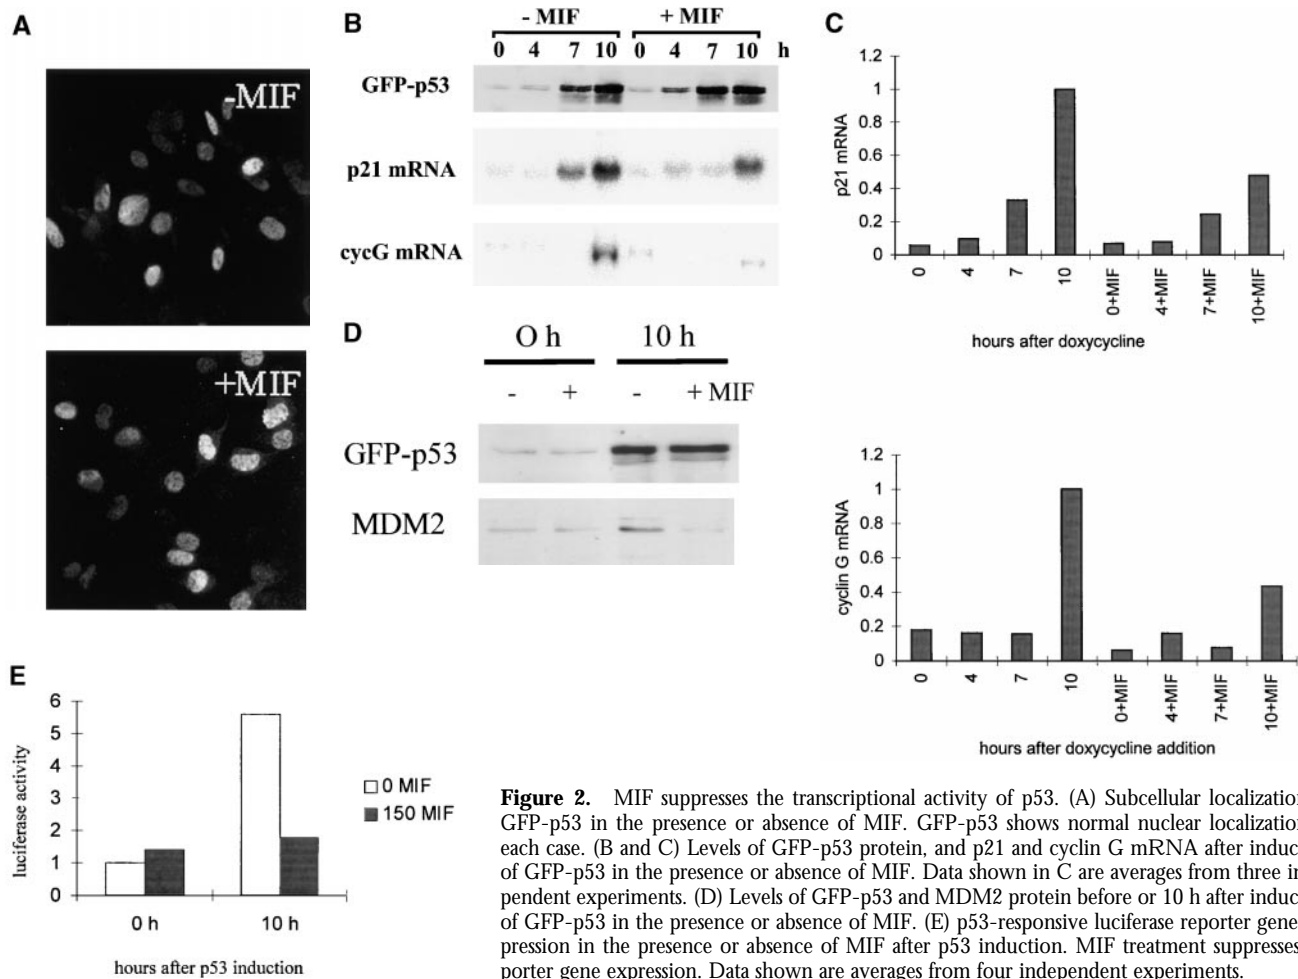 A
-MIF
+MIF
B
- MIF + MIF
0 4 7 10 0 4 7 10 h
GFP-p53
p21 mRNA
cycG mRNA
C
1.2
1
0.8
0.6
0.4
0.2
0
p21 mRNA
0 4 7 10 0+MIF 4+MIF 7+MIF 10+MIF
hours after doxycycline
1.2
1
0.8
0.6
0.4
0.2
0
cyclin G mRNA
0 4 7 10 0+MIF 4+MIF 7+MIF 10+MIF
hours after doxycycline addition
D
O h 10 h
- + - + MIF
GFP-p53
MDM2
E
6
5
4
3
2
1
0
luciferase activity
0 h 10 h
hours after p53 induction
0 MIF
150 MIF
Figure 2. MIF suppresses the transcriptional activity of p53. (A) Subcellular localization
GFP-p53 in the presence or absence of MIF. GFP-p53 shows normal nuclear localization
each case. (B and C) Levels of GFP-p53 protein, and p21 and cyclin G mRNA after induc
of GFP-p53 in the presence or absence of MIF. Data shown in C are averages from three in
pendent experiments. (D) Levels of GFP-p53 and MDM2 protein before or 10 h after induc
of GFP-p53 in the presence or absence of MIF. (E) p53-responsive luciferase reporter gene
pression in the presence or absence of MIF after p53 induction. MIF treatment suppresses
porter gene expression. Data shown are averages from four independent experiments.